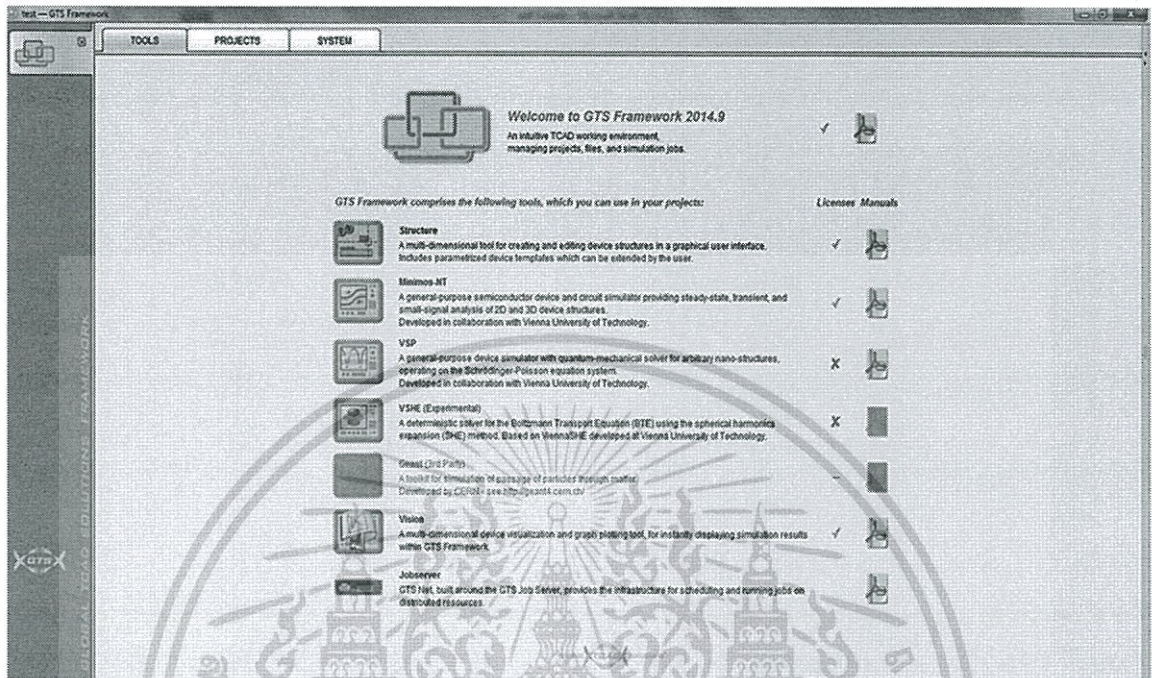 test — GTS Framework
TOOLS PROJECTS SYSTEM
Welcome to GTS Framework 2014.9
An intuitive TCAD working environment,
managing projects, files, and simulation jobs.
GTS Framework comprises the following tools, which you can use in your projects:
Licenses Manuals
Structure
A multi-dimensional tool for creating and editing device structures in a graphical user interface.
Includes parametrized device templates which can be extended by the user.
Minimos-NT
A general-purpose semiconductor device and circuit simulator providing steady-state, transient, and
small-signal analysis of 2D and 3D device structures.
Developed in collaboration with Vienna University of Technology.
VSP
A general-purpose device simulator with quantum-mechanical solver for arbitrary nano-structures,
operating on the Schrödinger-Poisson equation system.
Developed in collaboration with Vienna University of Technology.
VSHE (Experimental)
A deterministic solver for the Boltzmann Transport Equation (BTE) using the spherical harmonics
expansion (SHE) method. Based on ViennaSHE developed at Vienna University of Technology.
Geant (3rd Party)
A toolkit for simulation of passage of particles through matter.
Developed by CERN - see http://geant4.cern.ch/
Vision
A multi-dimensional device visualization and graph plotting tool, for instantly displaying simulation results
within GTS Framework.
Jobserver
GTS Net, built around the GTS Job Server, provides the infrastructure for scheduling and running jobs on
distributed resources.
GLOBAL TCAD SOLUTIONS FRAMEWORK
GTS